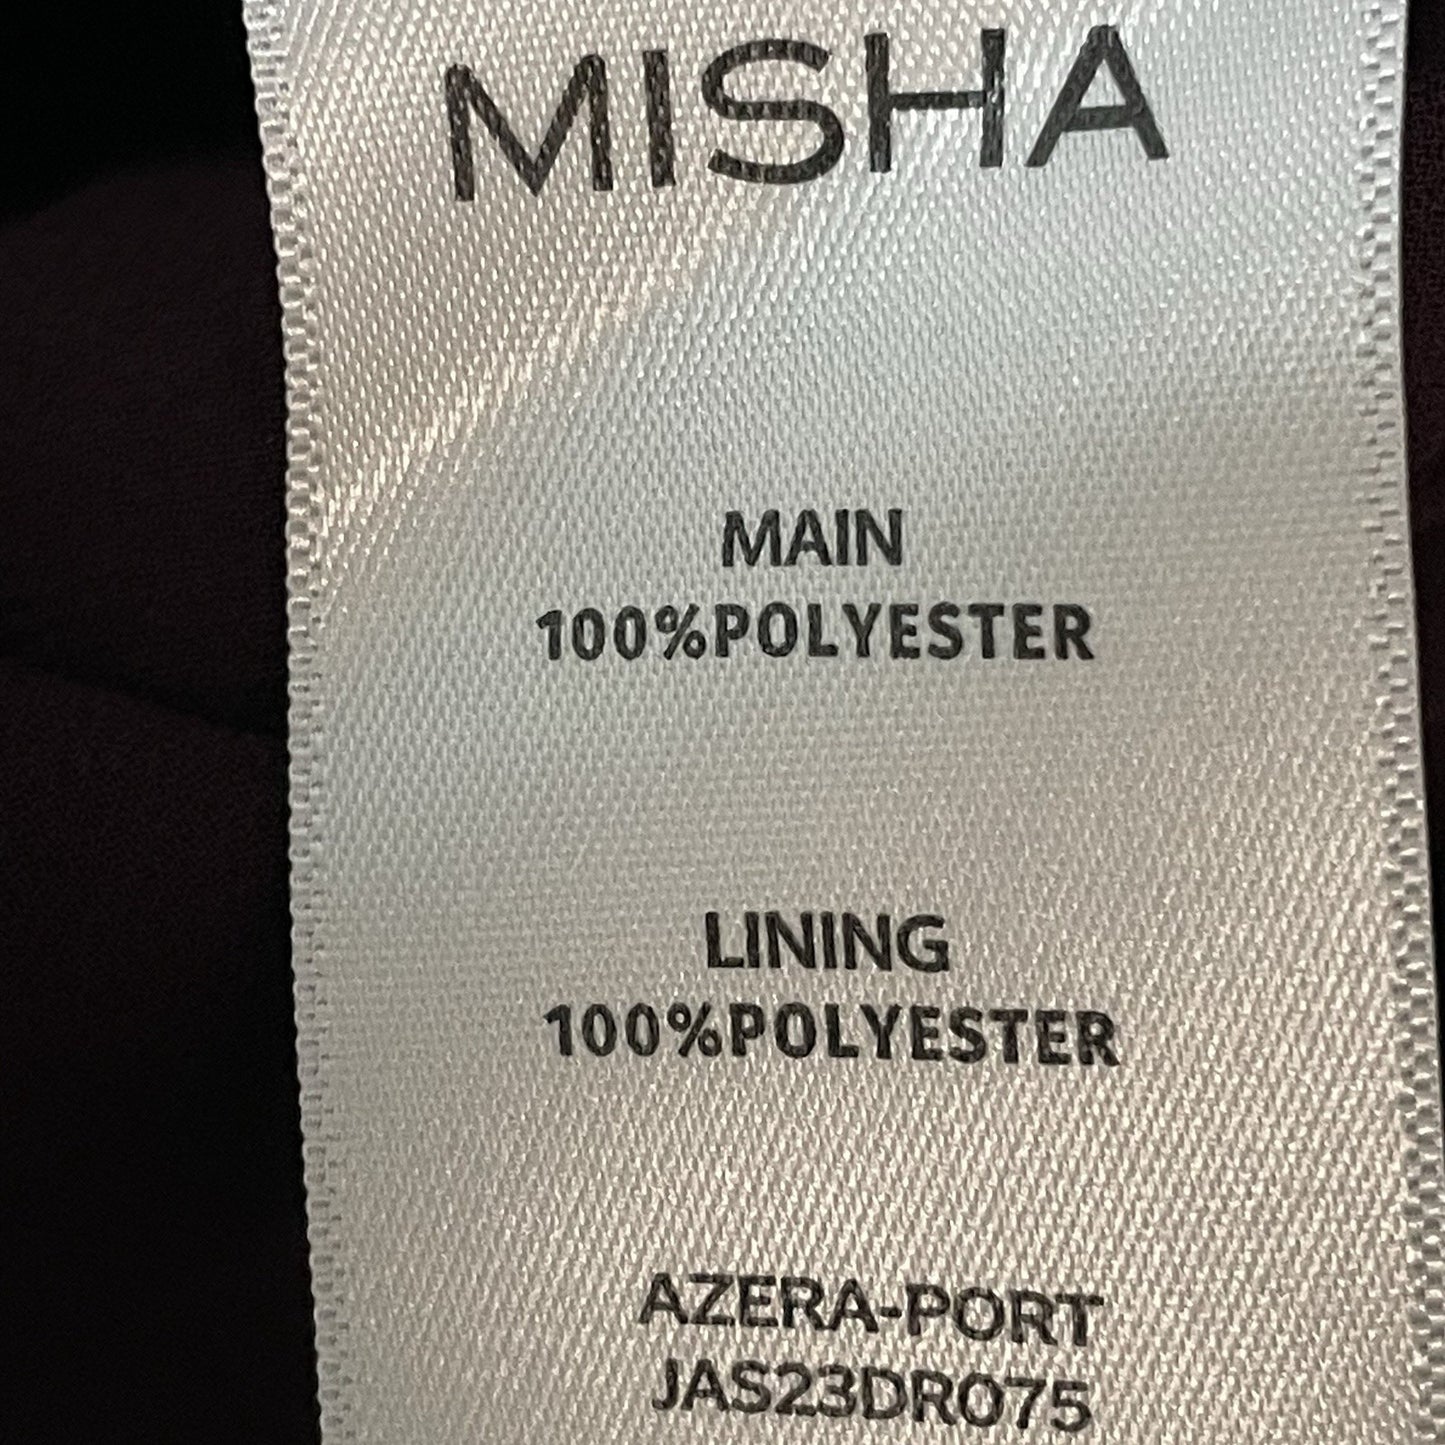 MISHA
MAIN
100%POLYESTER
LINING
100%POLYESTER
AZERA-PORT
JAS23DR075